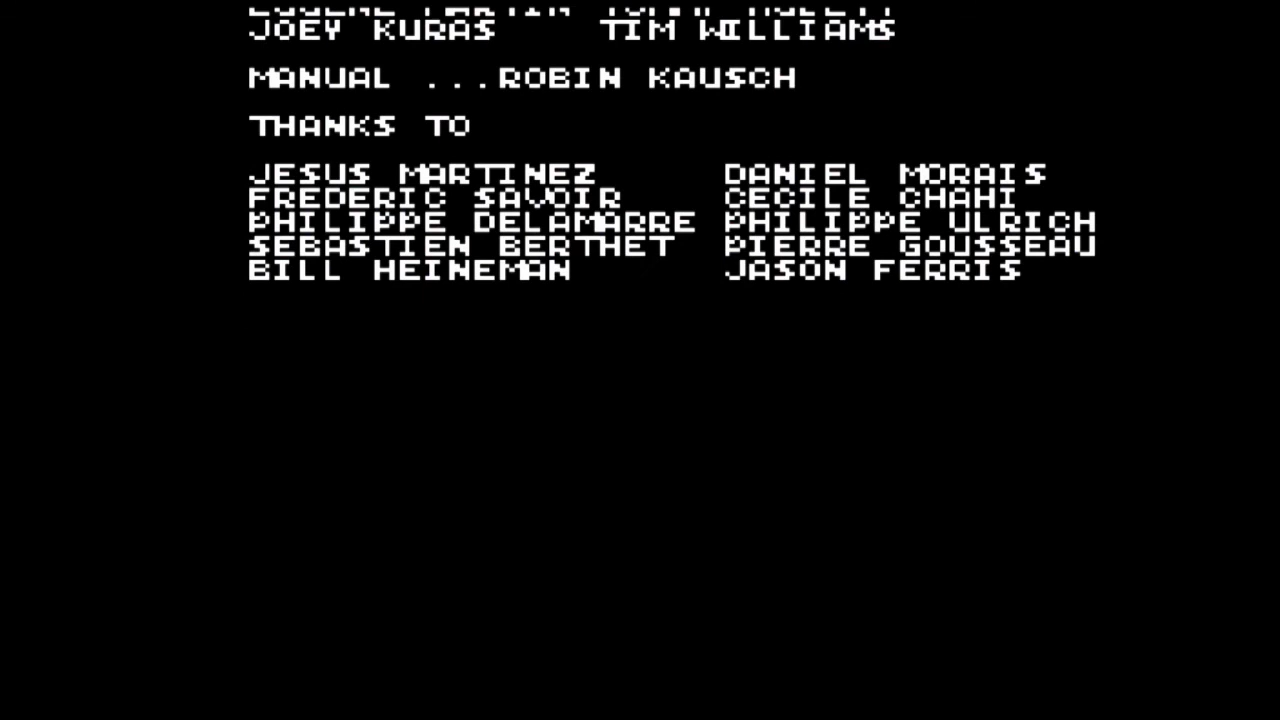 JOEY KURAS TIM WILLIAMS
MANUAL ...ROBIN KAUSCH
THANKS TO
JESUS MARTINEZ DANIEL MORAIS
FREDERIC SAVOIR CECILE CHAHI
PHILIPPE DELAMARRE PHILIPPE ULRICH
SEBASTIEN BERTHET PIERRE GOUSSEAU
BILL HEINEMAN JASON FERRIS